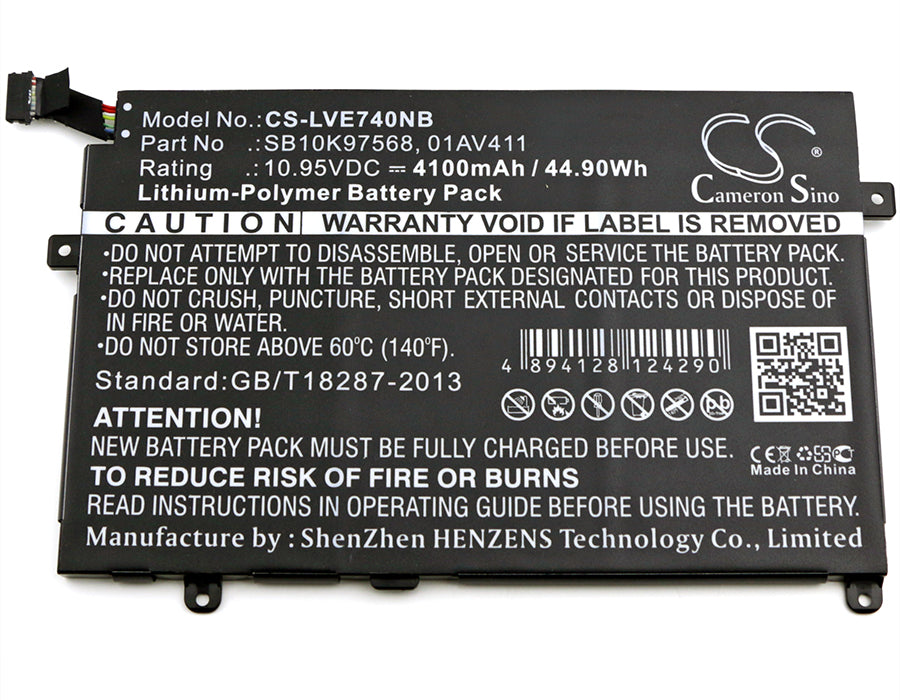 Model No.:CS-LVE740NB
Part No .:SB10K97568, 01AV411
Rating .:10.95VDC ⎓ 4100mAh / 44.90Wh
Lithium-Polymer Battery Pack
CS ®
Cameron Sino
CAUTION WARRANTY VOID IF LABEL IS REMOVED
•DO NOT ATTEMPT TO DISASSEMBLE, OPEN OR SERVICE THE BATTERY PACK.
•REPLACE ONLY WITH THE BATTERY PACK DESIGNATED FOR THIS PRODUCT.
•DO NOT CRUSH, PUNCTURE, SHORT EXTERNAL CONTACTS OR DISPOSE OF
IN FIRE OR WATER.
•DO NOT STORE ABOVE 60°C (140°F).
Standard:GB/T18287-2013
4 894128 124290
Pb
ATTENTION!
NEW BATTERY PACK MUST BE FULLY CHARGED BEFORE USE.
CE
Made In China
TO REDUCE RISK OF FIRE OR BURNS
READ INSTRUCTIONS IN OPERATING GUIDE BEFORE USING THE BATTERY.
Manufacture by : ShenZhen HENZENS Technology Co., Limited